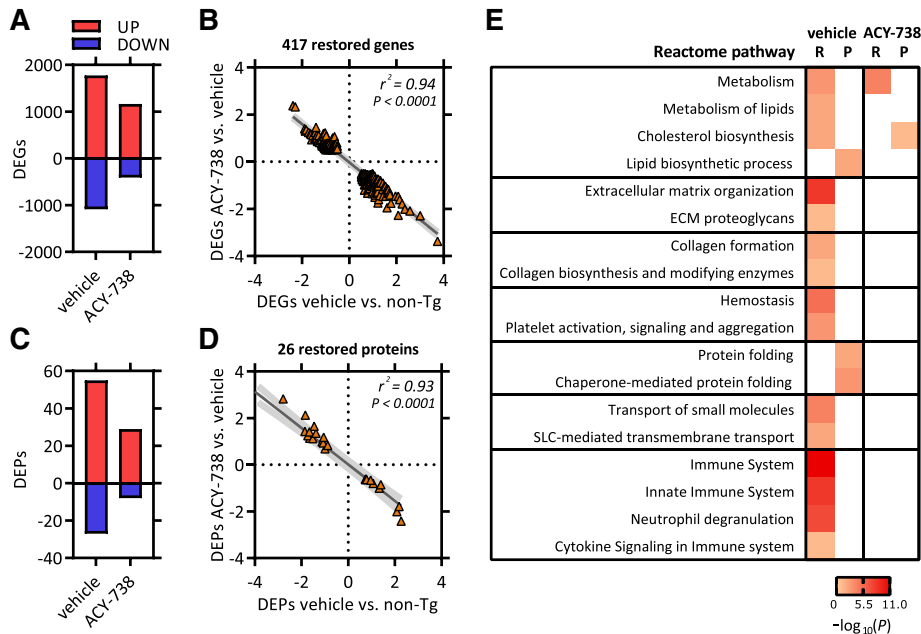 A
UP
DOWN
2000
1000
0
-1000
-2000
DEGs
vehicle
ACY-738
B
417 restored genes
r² = 0.94
P < 0.0001
4
2
0
-2
-4
DEGs ACY-738 vs. vehicle
-4 -2 0 2 4
DEGs vehicle vs. non-Tg
C
60
40
20
0
-20
-40
DEPs
vehicle
ACY-738
D
26 restored proteins
r² = 0.93
P < 0.0001
4
2
0
-2
-4
DEPs ACY-738 vs. vehicle
-4 -2 0 2 4
DEPs vehicle vs. non-Tg
E
vehicle ACY-738
Reactome pathway R P R P
Metabolism
Metabolism of lipids
Cholesterol biosynthesis
Lipid biosynthetic process
Extracellular matrix organization
ECM proteoglycans
Collagen formation
Collagen biosynthesis and modifying enzymes
Hemostasis
Platelet activation, signaling and aggregation
Protein folding
Chaperone-mediated protein folding
Transport of small molecules
SLC-mediated transmembrane transport
Immune System
Innate Immune System
Neutrophil degranulation
Cytokine Signaling in Immune system
0 5.5 11.0
−log₁₀(P)